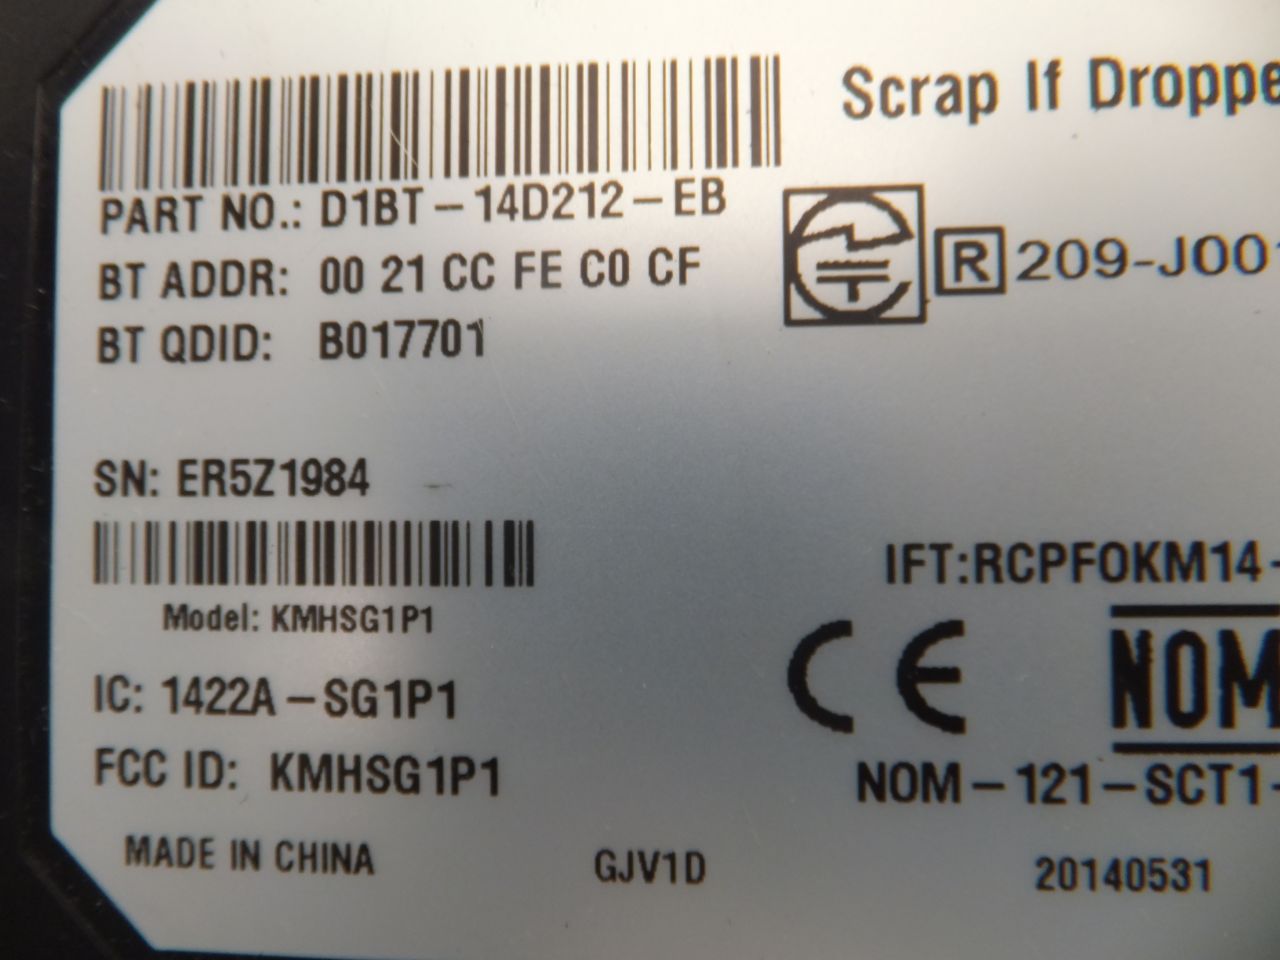 Scrap If Droppe
PART NO.: D1BT-14D212-EB
BT ADDR: 00 21 CC FE C0 CF
BT QDID: B017701
R 209-J00
SN: ER5Z1984
Model: KMHSG1P1
IC: 1422A-SG1P1
FCC ID: KMHSG1P1
IFT:RCPFOKM14-
CE NOM
NOM-121-SCT1-
MADE IN CHINA GJV1D 20140531